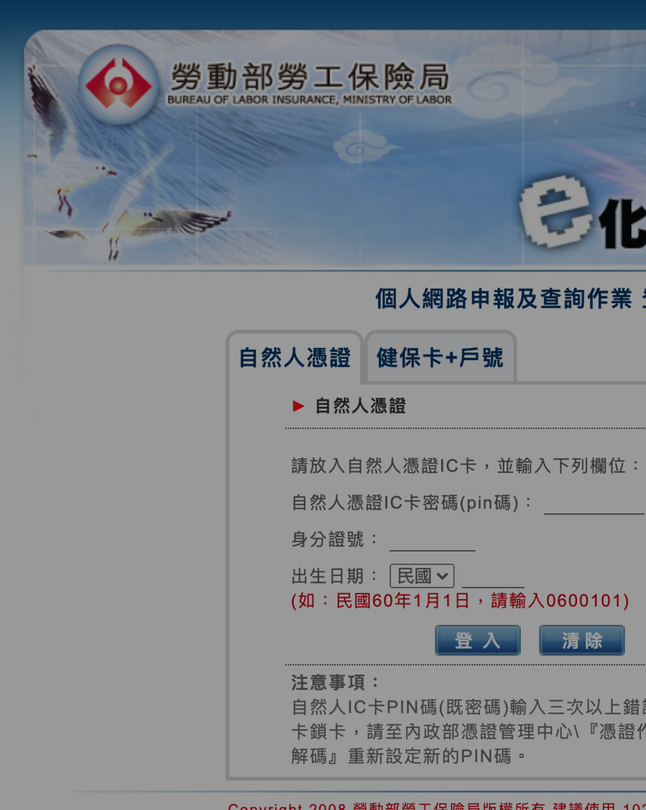 勞動部勞工保險局
BUREAU OF LABOR INSURANCE, MINISTRY OF LABOR
e化
個人網路申報及查詢作業
自然人憑證 健保卡+戶號
► 自然人憑證
請放入自然人憑證IC卡，並輸入下列欄位：
自然人憑證IC卡密碼(pin碼)：
身分證號：
出生日期： 民國
(如：民國60年1月1日，請輸入0600101)
登 入 清 除
注意事項：
自然人IC卡PIN碼(既密碼)輸入三次以上錯
卡鎖卡，請至內政部憑證管理中心\『憑證
解碼』重新設定新的PIN碼。
Copyright 2008 勞動部勞工保險局版權所有 建議使用 102